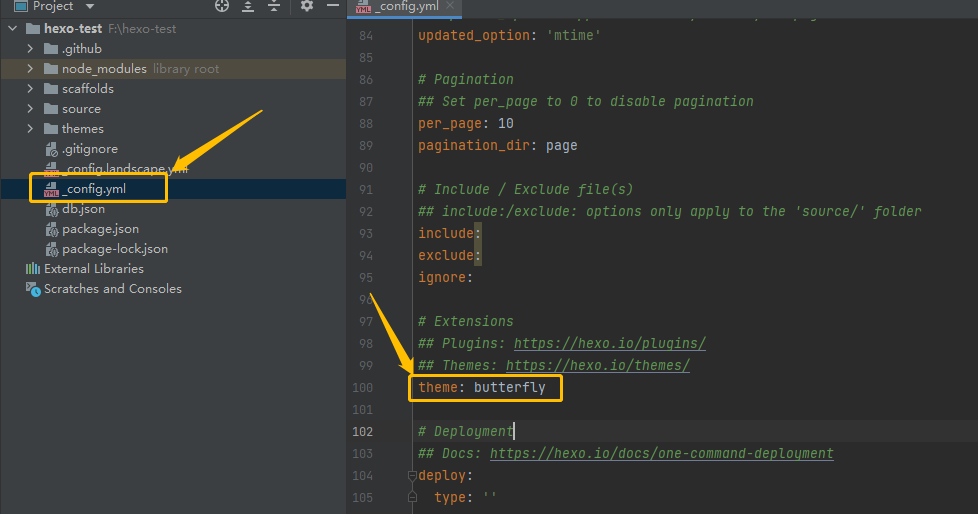 Project
hexo-test F:\hexo-test
.github
node_modules library root
scaffolds
source
themes
.gitignore
_config.landscape.yml
_config.yml
db.json
package.json
package-lock.json
External Libraries
Scratches and Consoles
_config.yml
84 updated_option: 'mtime'
85
86 # Pagination
87 ## Set per_page to 0 to disable pagination
88 per_page: 10
89 pagination_dir: page
90
91 # Include / Exclude file(s)
92 ## include:/exclude: options only apply to the 'source/' folder
93 include:
94 exclude:
95 ignore:
96
97 # Extensions
98 ## Plugins: https://hexo.io/plugins/
99 ## Themes: https://hexo.io/themes/
100 theme: butterfly
101
102 # Deployment
103 ## Docs: https://hexo.io/docs/one-command-deployment
104 deploy:
105 type: ''